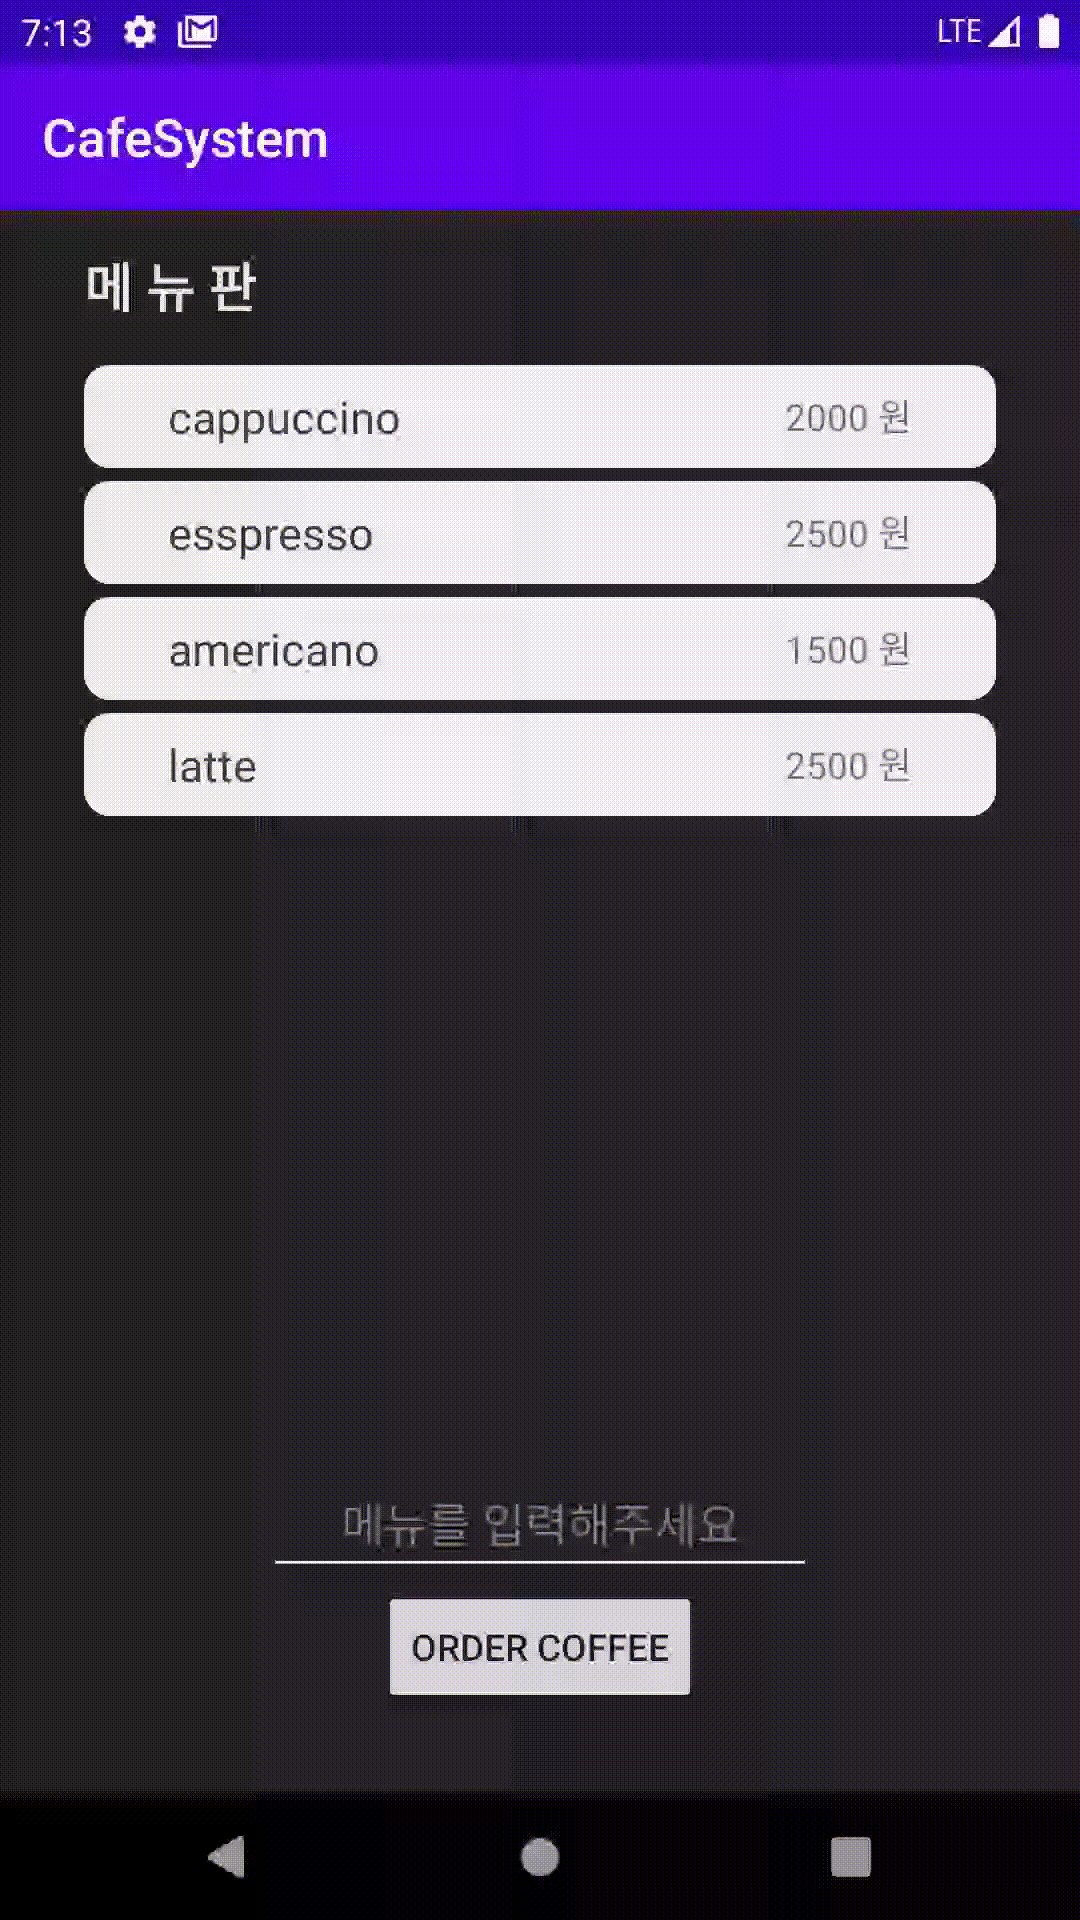 7:13 LTE
CafeSystem
메 뉴 판
cappuccino 2000 원
esspresso 2500 원
americano 1500 원
latte 2500 원
메뉴를 입력해주세요
ORDER COFFEE